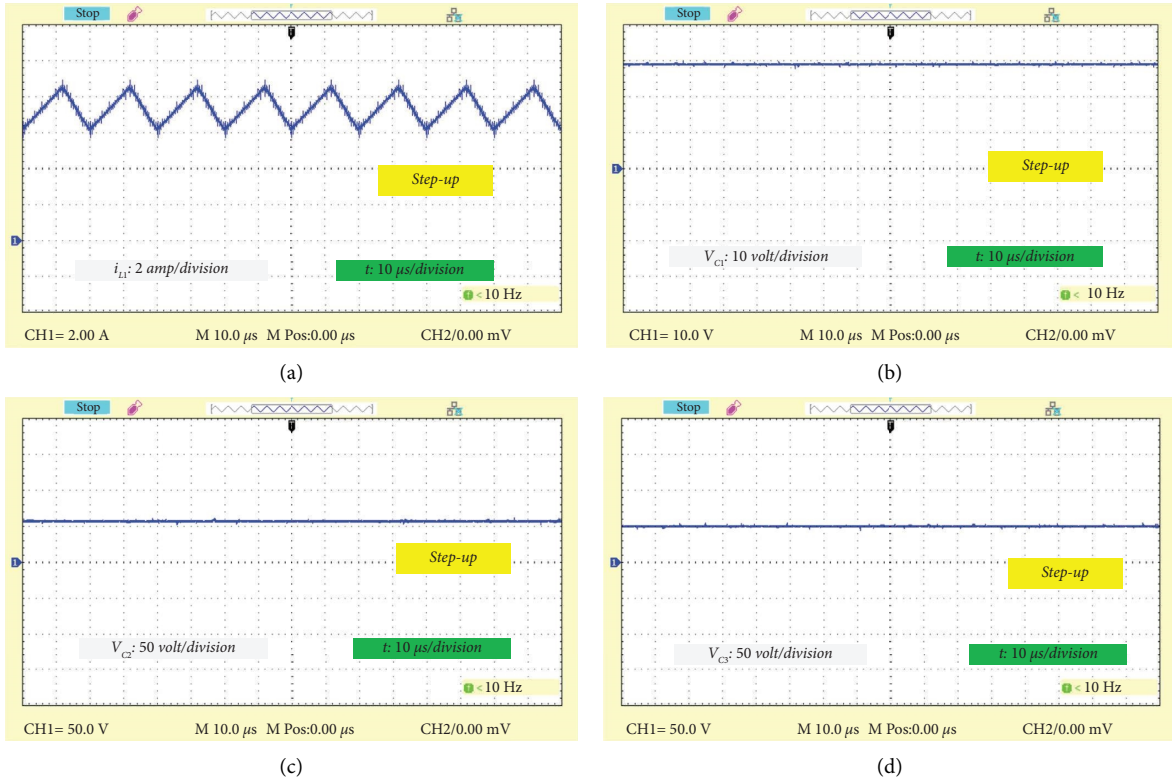 Stop
T
1
Step-up
i_L1: 2 amp/division
t: 10 μs/division
< 10 Hz
CH1= 2.00 A M 10.0 μs M Pos:0.00 μs CH2/0.00 mV
(a)
Stop
T
1
Step-up
V_C1: 10 volt/division
t: 10 μs/division
< 10 Hz
CH1= 10.0 V M 10.0 μs M Pos:0.00 μs CH2/0.00 mV
(b)
Stop
T
1
Step-up
V_C2: 50 volt/division
t: 10 μs/division
< 10 Hz
CH1= 50.0 V M 10.0 μs M Pos:0.00 μs CH2/0.00 mV
(c)
Stop
T
1
Step-up
V_C3: 50 volt/division
t: 10 μs/division
< 10 Hz
CH1= 50.0 V M 10.0 μs M Pos:0.00 μs CH2/0.00 mV
(d)